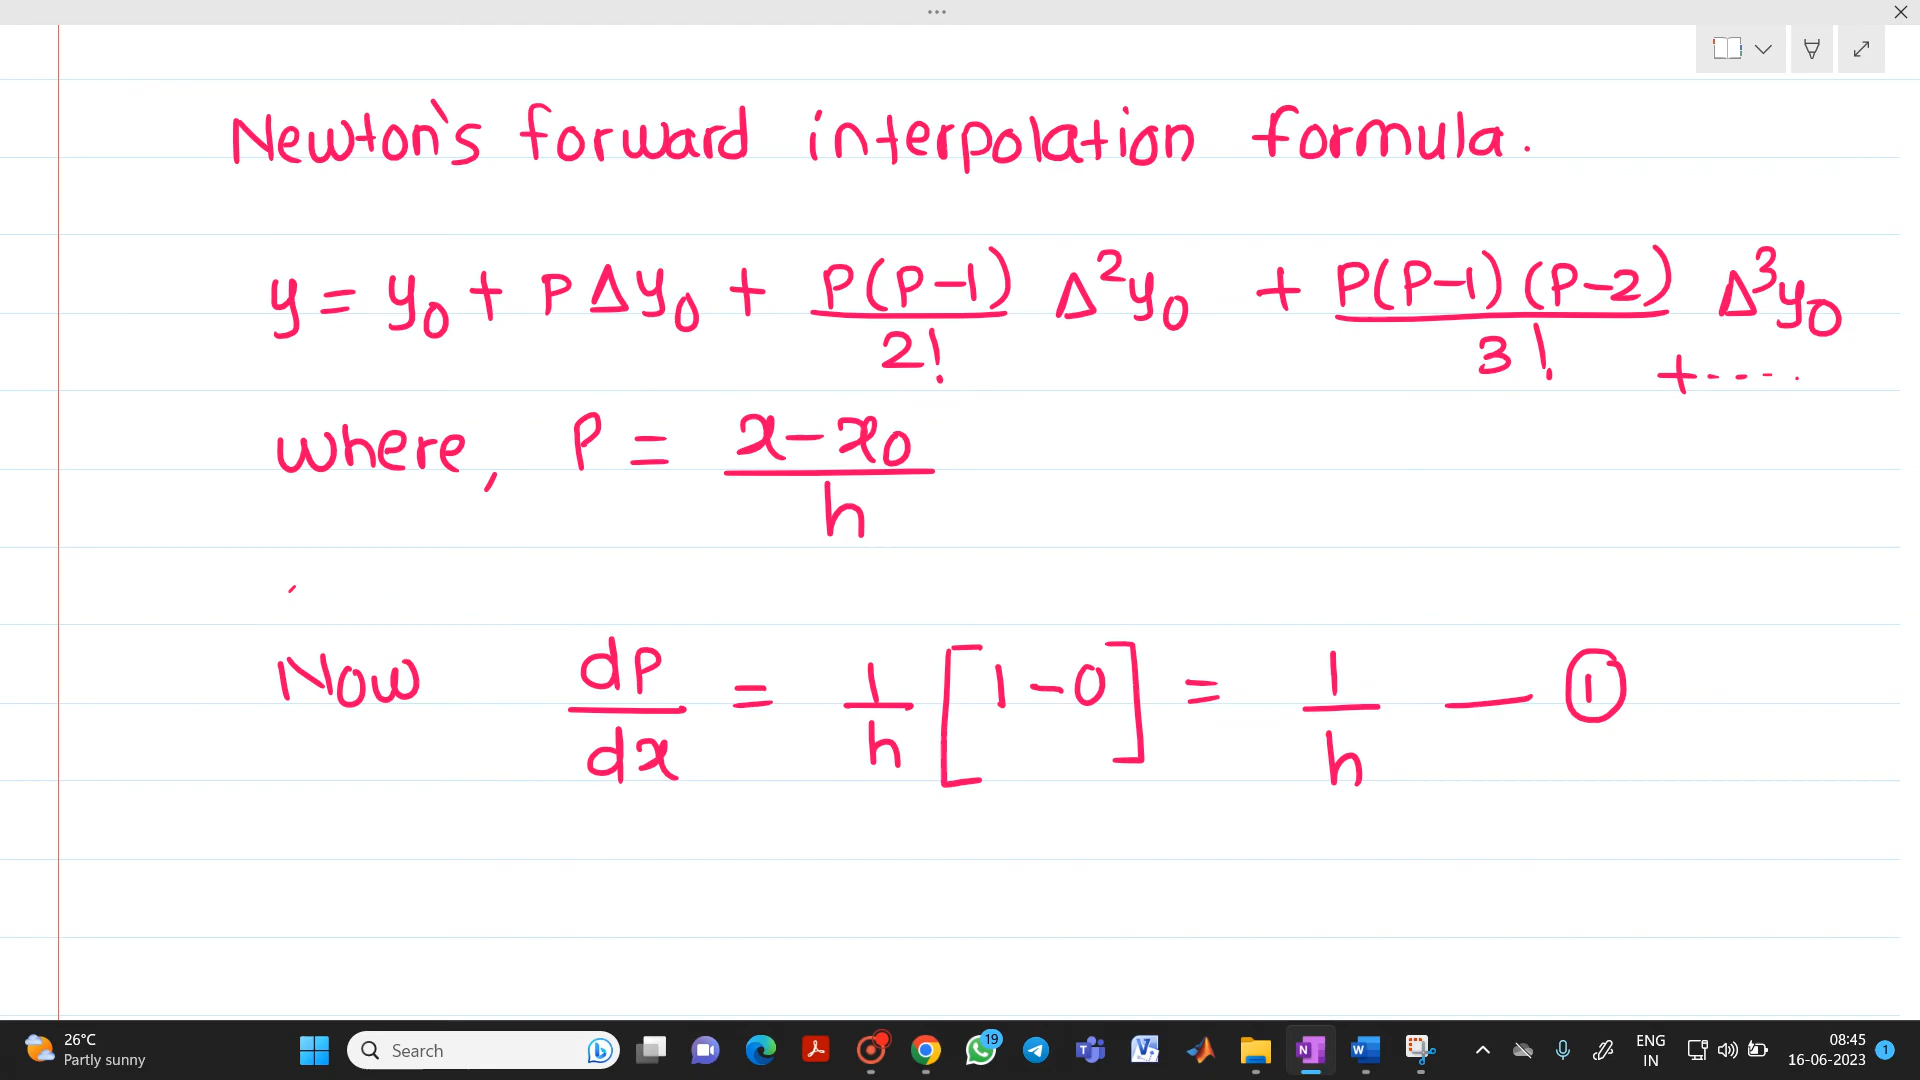 Newton's forward interpolation formula.
y = y₀ + PΔy₀ + P(P-1)/2! Δ²y₀ + P(P-1)(P-2)/3! Δ³y₀
+ ....
where, P = x-x₀/h
Now dP/dx = 1/h [1-0] = 1/h — ①
26°C
Partly sunny
Search
19
ENG
IN
08:45
16-06-2023
1